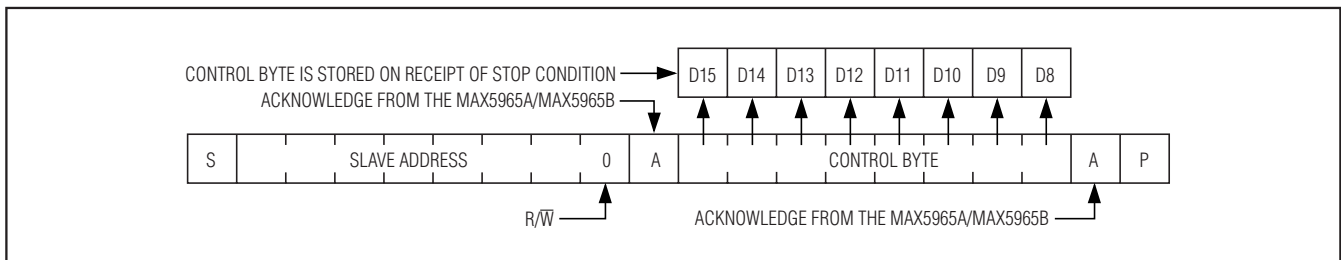 CONTROL BYTE IS STORED ON RECEIPT OF STOP CONDITION D15 D14 D13 D12 D11 D10 D9 D8
ACKNOWLEDGE FROM THE MAX5965A/MAX5965B
S SLAVE ADDRESS 0 A CONTROL BYTE A P
R/W̅ ACKNOWLEDGE FROM THE MAX5965A/MAX5965B